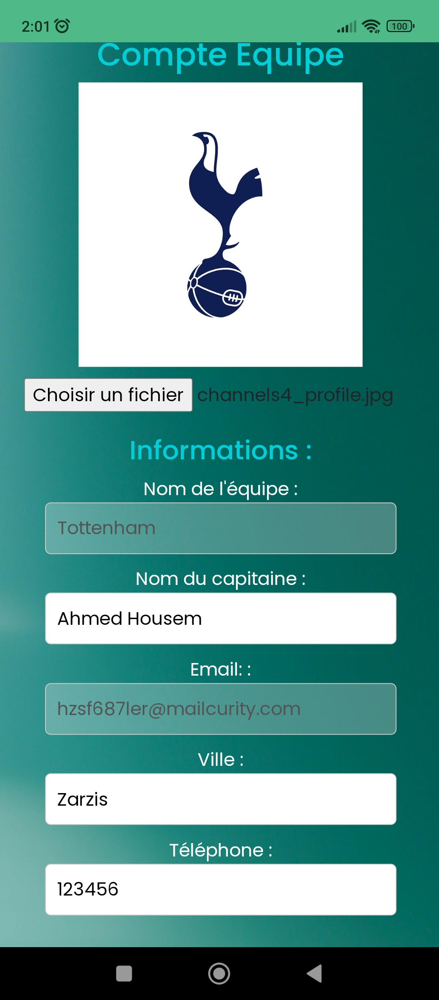 2:01
100
Compte Equipe
Choisir un fichier channels4_profile.jpg
Informations :
Nom de l'équipe :
Tottenham
Nom du capitaine :
Ahmed Housem
Email: :
hzsf687ler@mailcurity.com
Ville :
Zarzis
Téléphone :
123456